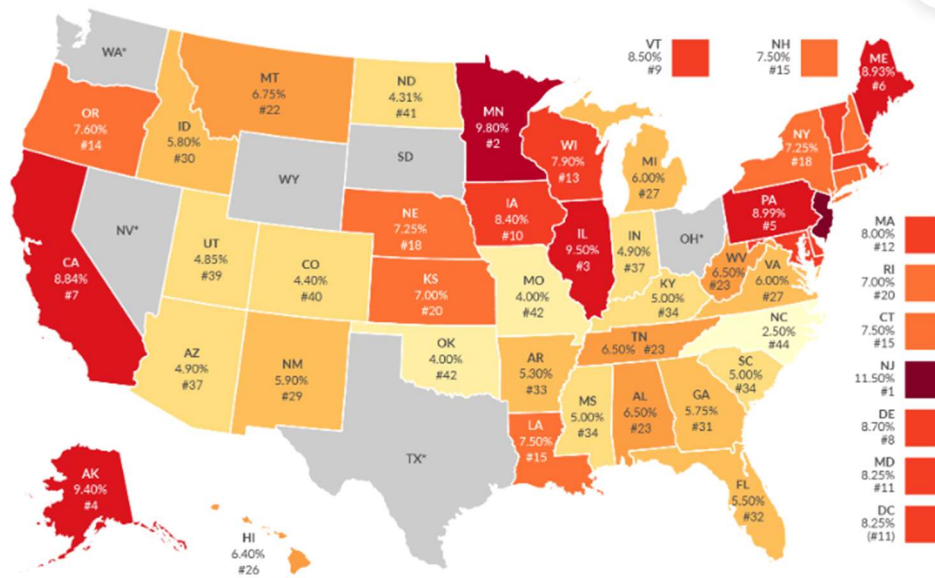 WA*
MT
6.75%
#22
ND
4.31%
#41
MN
9.80%
#2
VT
8.50%
#9
NH
7.50%
#15
ME
8.93%
#6
OR
7.60%
#14
ID
5.80%
#30
SD
WY
WI
7.90%
#13
MI
6.00%
#27
NY
7.25%
#18
NV*
CA
8.84%
#7
UT
4.85%
#39
CO
4.40%
#40
NE
7.25%
#18
KS
7.00%
#20
IA
8.40%
#10
IL
9.50%
#3
MO
4.00%
#42
IN
4.90%
#37
OH*
PA
8.99%
#5
WV
6.50%
#23
VA
6.00%
#27
KY
5.00%
#34
NC
2.50%
#44
TN
6.50% #23
SC
5.00%
#34
AZ
4.90%
#37
NM
5.90%
#29
OK
4.00%
#42
AR
5.30%
#33
MS
5.00%
#34
AL
6.50%
#23
GA
5.75%
#31
LA
7.50%
#15
TX*
FL
5.50%
#32
AK
9.40%
#4
HI
6.40%
#26
MA
8.00%
#12
RI
7.00%
#20
CT
7.50%
#15
NJ
11.50%
#1
DE
8.70%
#8
MD
8.25%
#11
DC
8.25%
(#11)